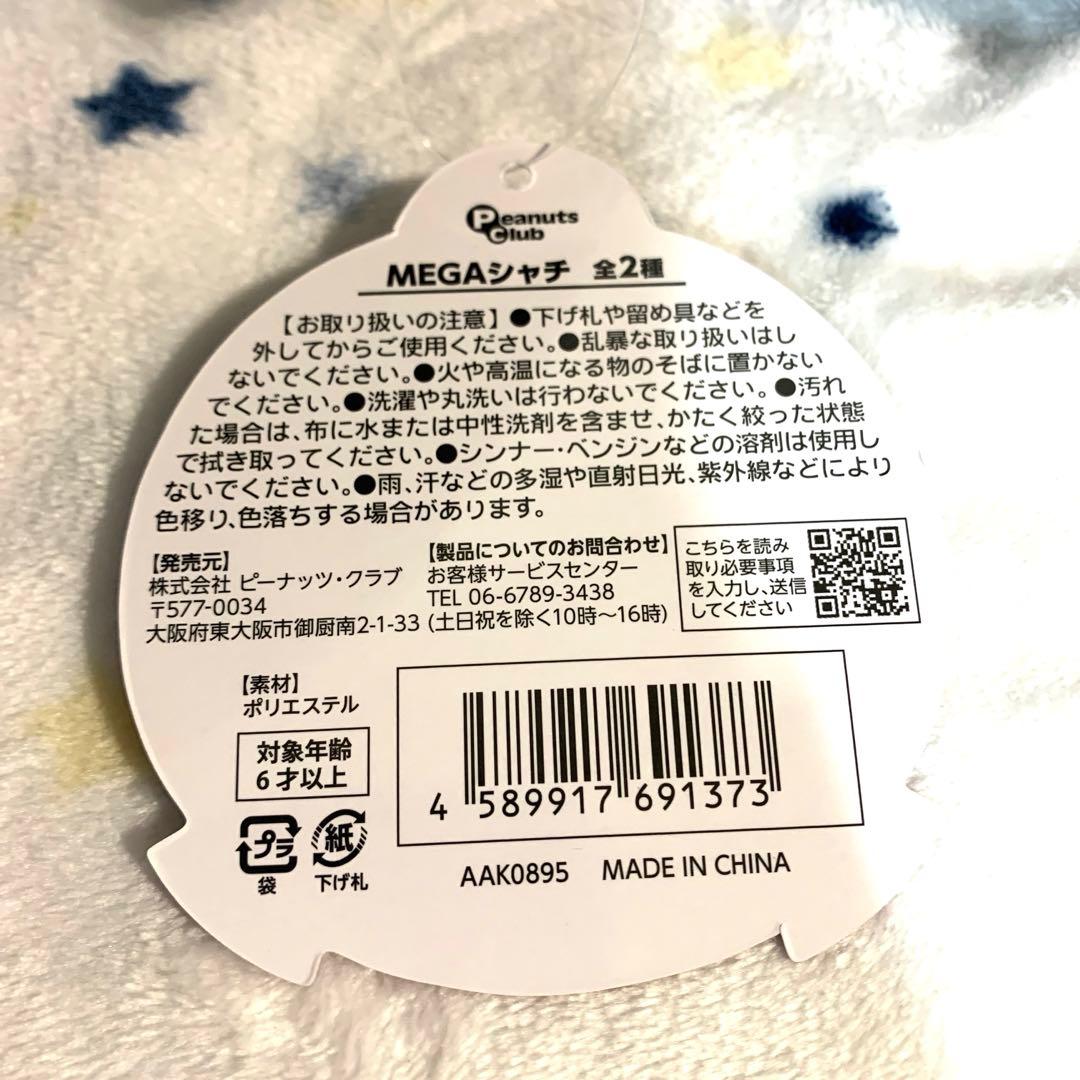 Peanuts
Club
MEGAシャチ 全2種
【お取り扱いの注意】●下げ札や留め具などを
外してからご使用ください。●乱暴な取り扱いはし
ないでください。●火や高温になる物のそばに置かない
でください。●洗濯や丸洗いは行わないでください。●汚れ
た場合は、布に水または中性洗剤を含ませ、かたく絞った状態
で拭き取ってください。●シンナー・ベンジンなどの溶剤は使用し
ないでください。●雨、汗などの多湿や直射日光、紫外線などにより
色移り、色落ちする場合があります。
【発売元】
株式会社 ピーナッツ・クラブ
〒577-0034
大阪府東大阪市御厨南2-1-33
【製品についてのお問合わせ】
お客様サービスセンター
TEL 06-6789-3438
(土日祝を除く10時～16時)
こちらを読み
取り必要事項
を入力し、送信
してください
【素材】
ポリエステル
対象年齢
6才以上
プラ
袋
紙
下げ札
4 589917 691373
AAK0895 MADE IN CHINA